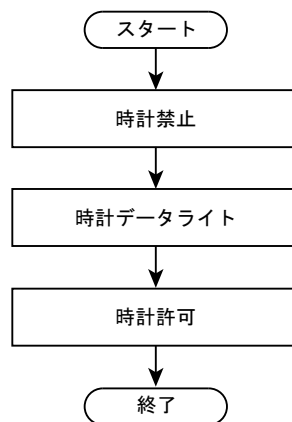 スタート
時計禁止
時計データライト
時計許可
終了